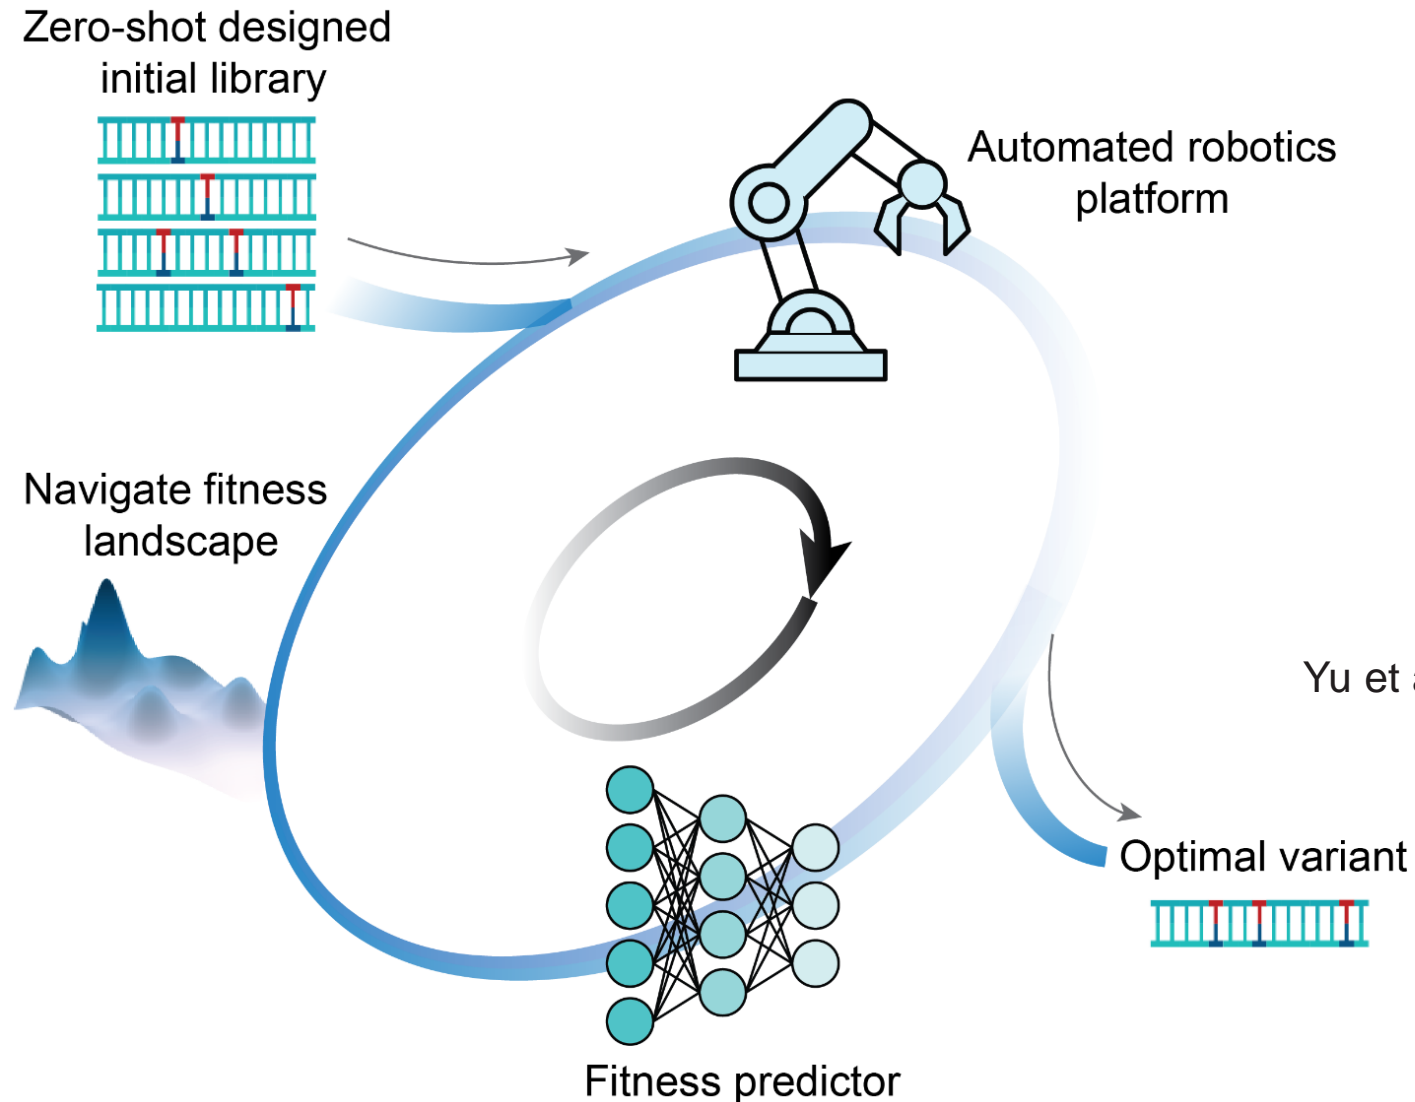 Zero-shot designed
initial library
Automated robotics
platform
Navigate fitness
landscape
Yu et
Optimal variant
Fitness predictor